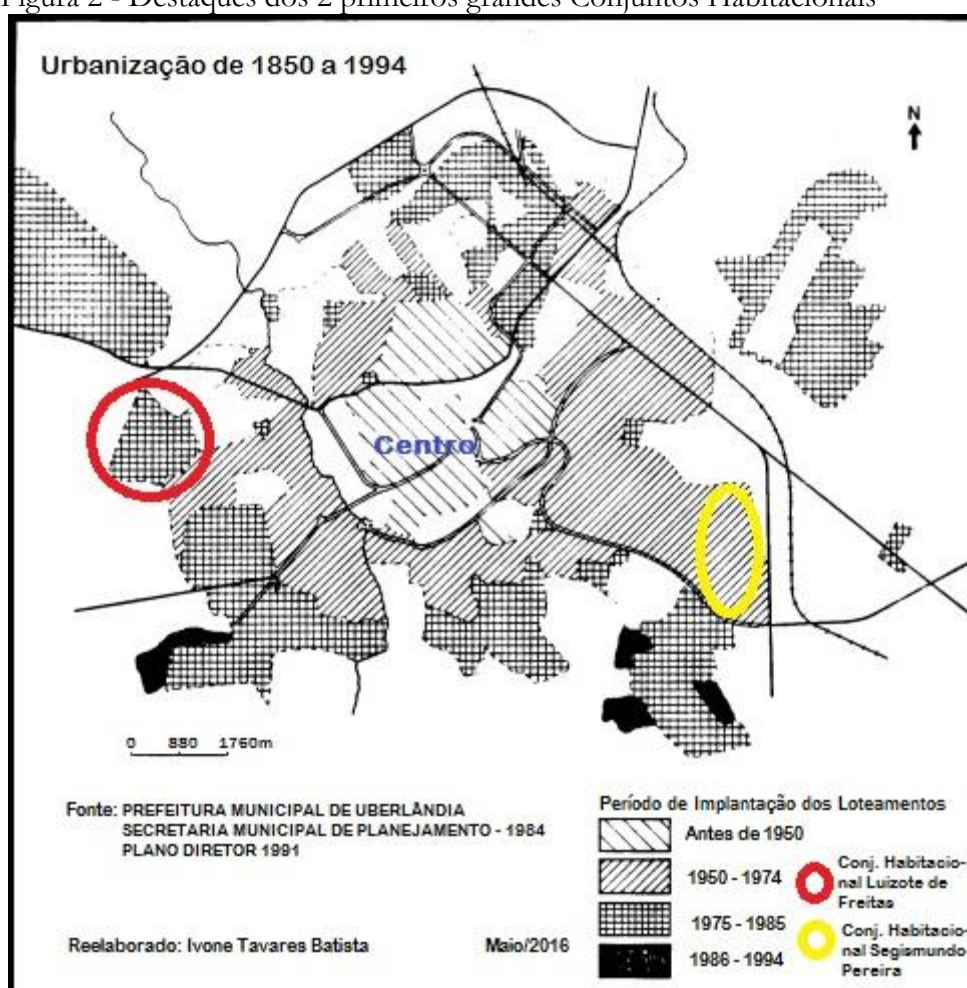 Figura 2 - Destaques dos 2 primeiros grandes Conjuntos Habitacionais
Urbanização de 1850 a 1994
N
Centro
0 880 1760m
Fonte: PREFEITURA MUNICIPAL DE UBERLÂNDIA
SECRETARIA MUNICIPAL DE PLANEJAMENTO - 1984
PLANO DIRETOR 1991
Reelaborado: Ivone Tavares Batista
Maio/2016
Período de Implantação dos Loteamentos
Antes de 1950
1950 - 1974
1975 - 1985
1986 - 1994
Conj. Habitacio-
nal Luizote de
Freitas
Conj. Habitacio-
nal Segismundo
Pereira